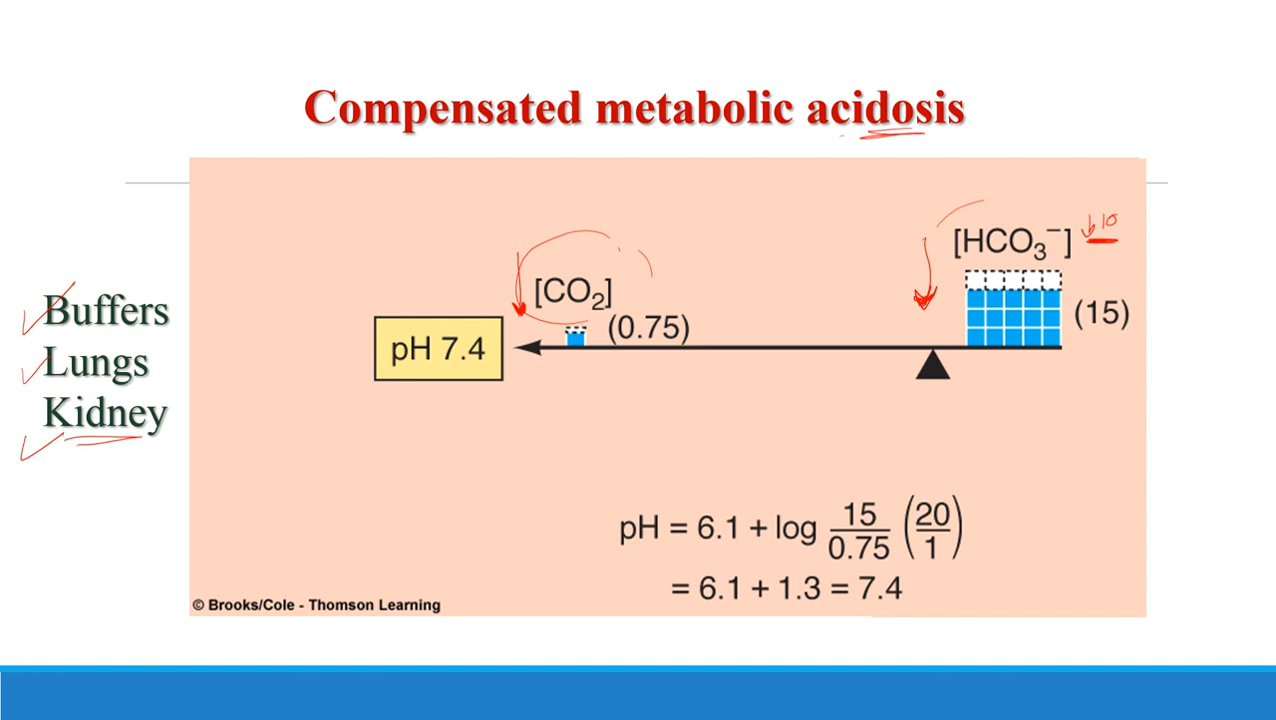 Compensated metabolic acidosis
Buffers
Lungs
Kidney
[CO₂]
(0.75)
pH 7.4
[HCO₃⁻] ↓ 10
(15)
pH = 6.1 + log 15/0.75 (20/1)
= 6.1 + 1.3 = 7.4
© Brooks/Cole - Thomson Learning